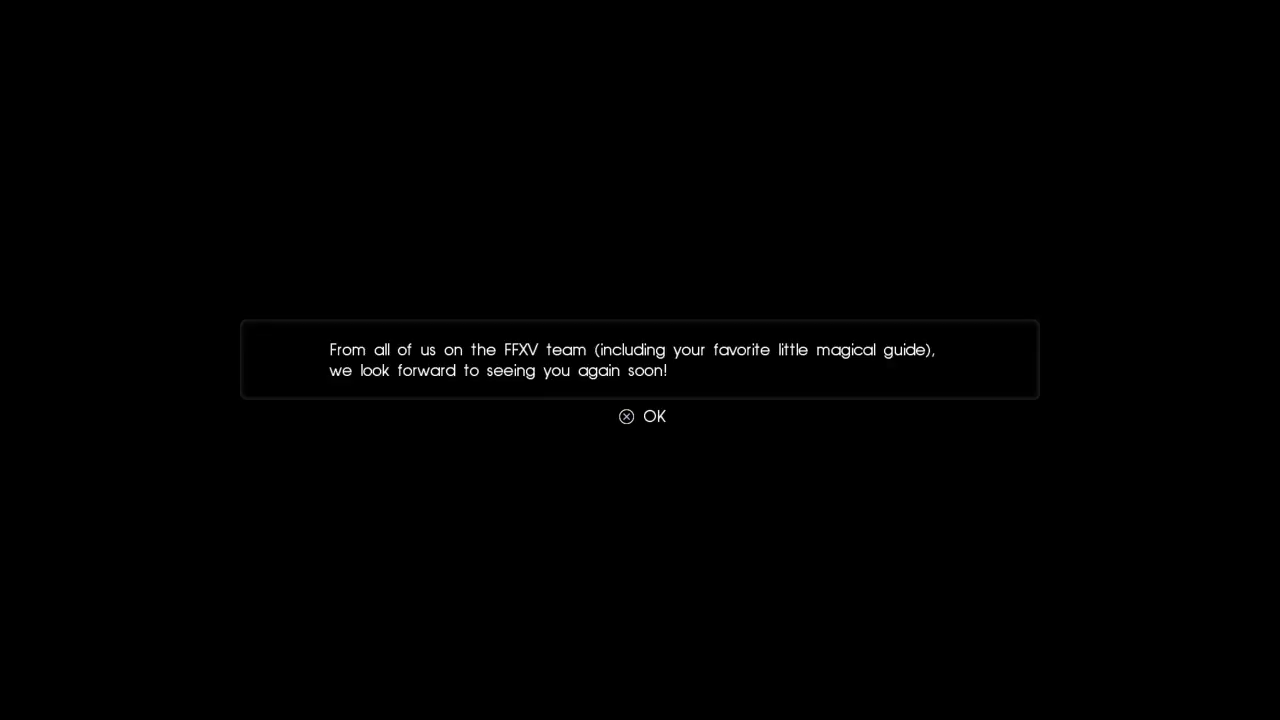 From all of us on the FFXV team (including your favorite little magical guide),
we look forward to seeing you again soon!
OK